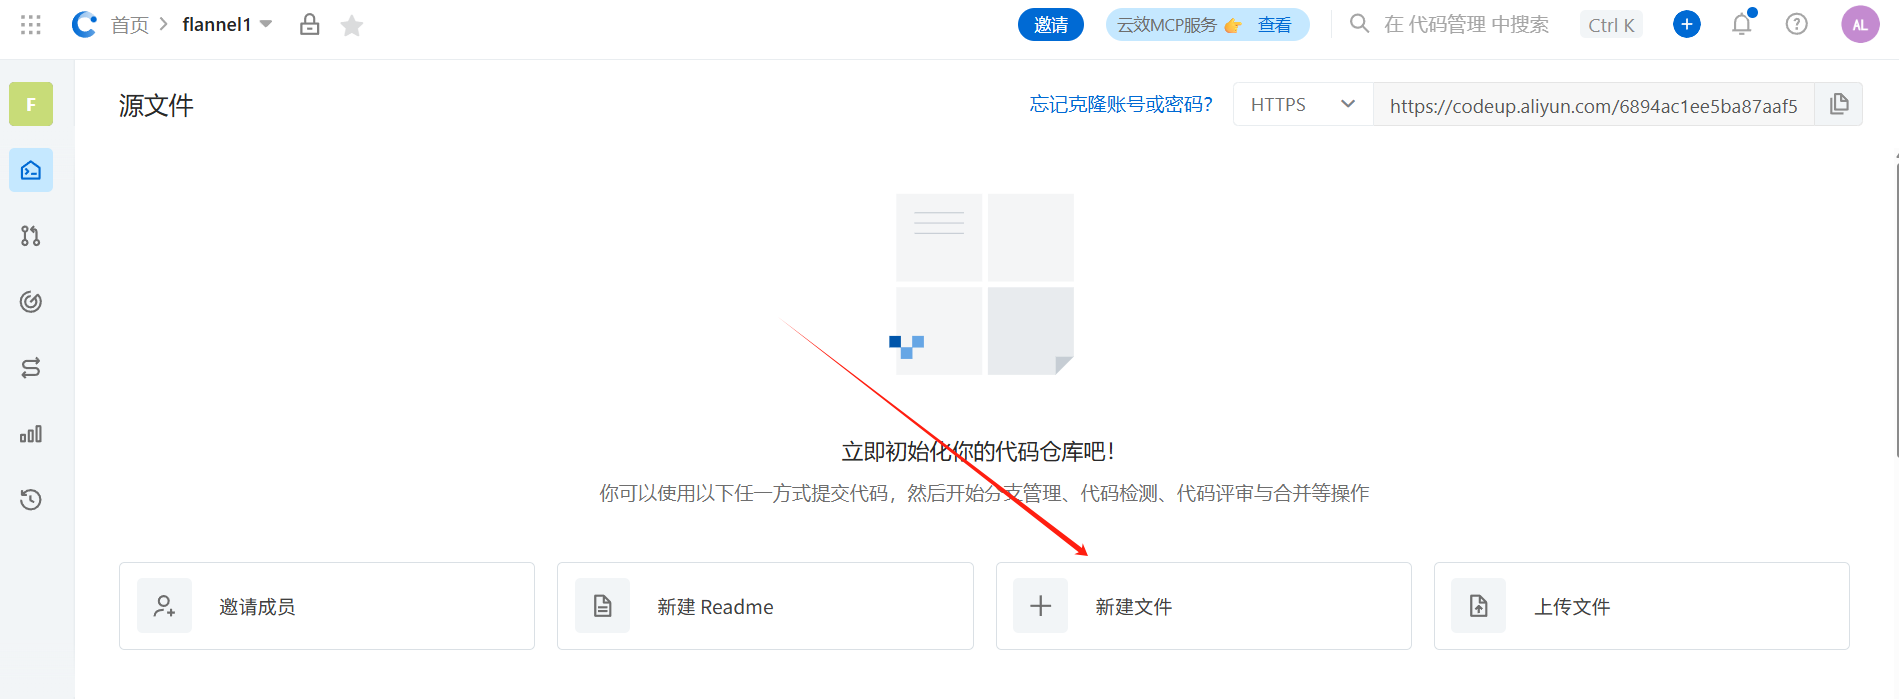 首页 > flannel1
邀请
云效MCP服务 👉 查看
在 代码管理 中搜索
Ctrl K
AL
F
源文件
忘记克隆账号或密码?
HTTPS
https://codeup.aliyun.com/6894ac1ee5ba87aaf5
立即初始化你的代码仓库吧!
你可以使用以下任一方式提交代码，然后开始分支管理、代码检测、代码评审与合并等操作
邀请成员
新建 Readme
新建文件
上传文件